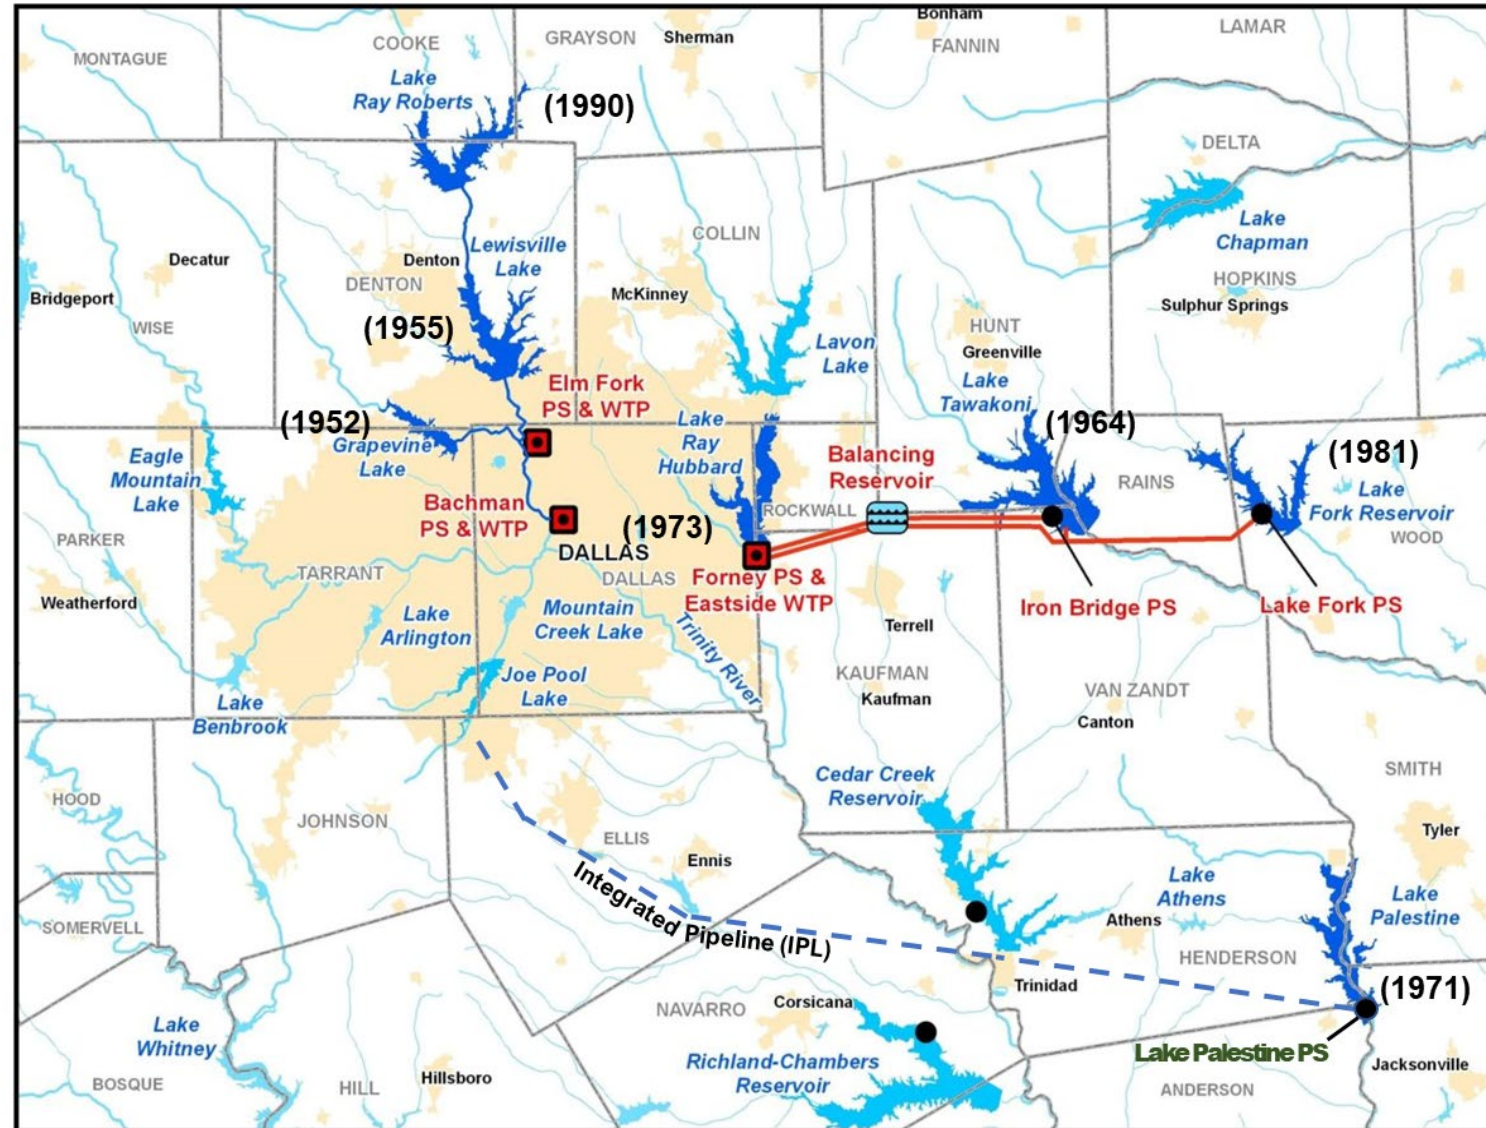 Bonham
LAMAR
COOKE
GRAYSON
Sherman
FANNIN
MONTAGUE
Lake
Ray Roberts
(1990)
DELTA
Lake
Chapman
COLLIN
Lewisville
Lake
Decatur
Denton
DENTON
HOPKINS
Bridgeport
McKinney
Sulphur Springs
WISE
(1955)
HUNT
Greenville
Lavon
Lake
Elm Fork
PS & WTP
Lake
Tawakoni
(1952)
Grapevine
Lake
Lake
Ray
Hubbard
(1964)
Eagle
Mountain
Lake
Balancing
Reservoir
(1981)
RAINS
Lake
Fork Reservoir
Bachman
PS & WTP
(1973)
ROCKWALL
WOOD
PARKER
DALLAS
TARRANT
DALLAS
Forney PS &
Eastside WTP
Weatherford
Lake
Arlington
Mountain
Creek Lake
Trinity River
Iron Bridge PS
Lake Fork PS
Terrell
KAUFMAN
Kaufman
Joe Pool
Lake
VAN ZANDT
Canton
Lake
Benbrook
Cedar Creek
Reservoir
SMITH
HOOD
JOHNSON
ELLIS
Ennis
Tyler
Integrated Pipeline (IPL)
Lake
Athens
Lake
Palestine
Athens
SOMERVELL
HENDERSON
Trinidad
(1971)
NAVARRO
Corsicana
Lake
Whitney
Lake Palestine PS
Richland-Chambers
Reservoir
Jacksonville
BOSQUE
HILL
Hillsboro
ANDERSON